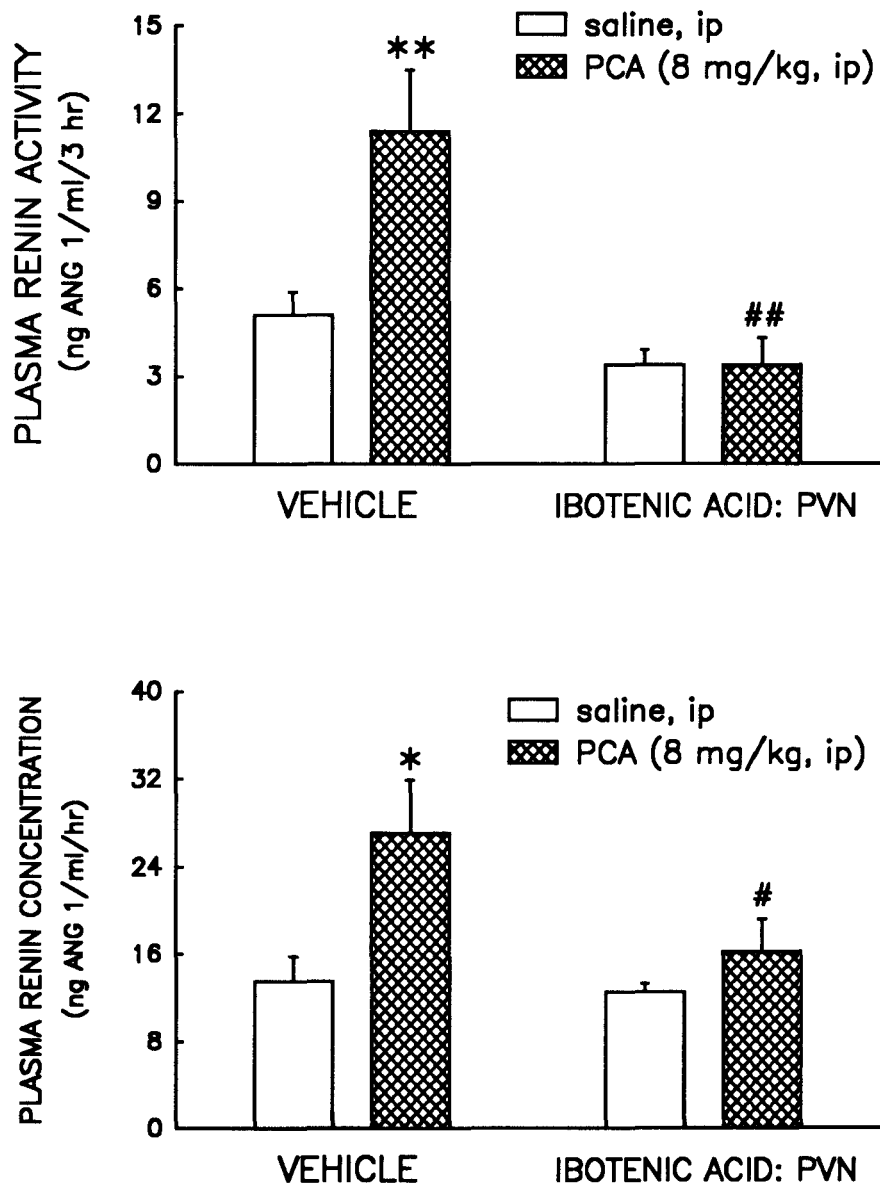 PLASMA RENIN ACTIVITY
(ng ANG 1/ml/3 hr)
15
12
9
6
3
0
saline, ip
PCA (8 mg/kg, ip)
**
##
VEHICLE
IBOTENIC ACID: PVN
PLASMA RENIN CONCENTRATION
(ng ANG 1/ml/hr)
40
32
24
16
8
0
saline, ip
PCA (8 mg/kg, ip)
*
#
VEHICLE
IBOTENIC ACID: PVN